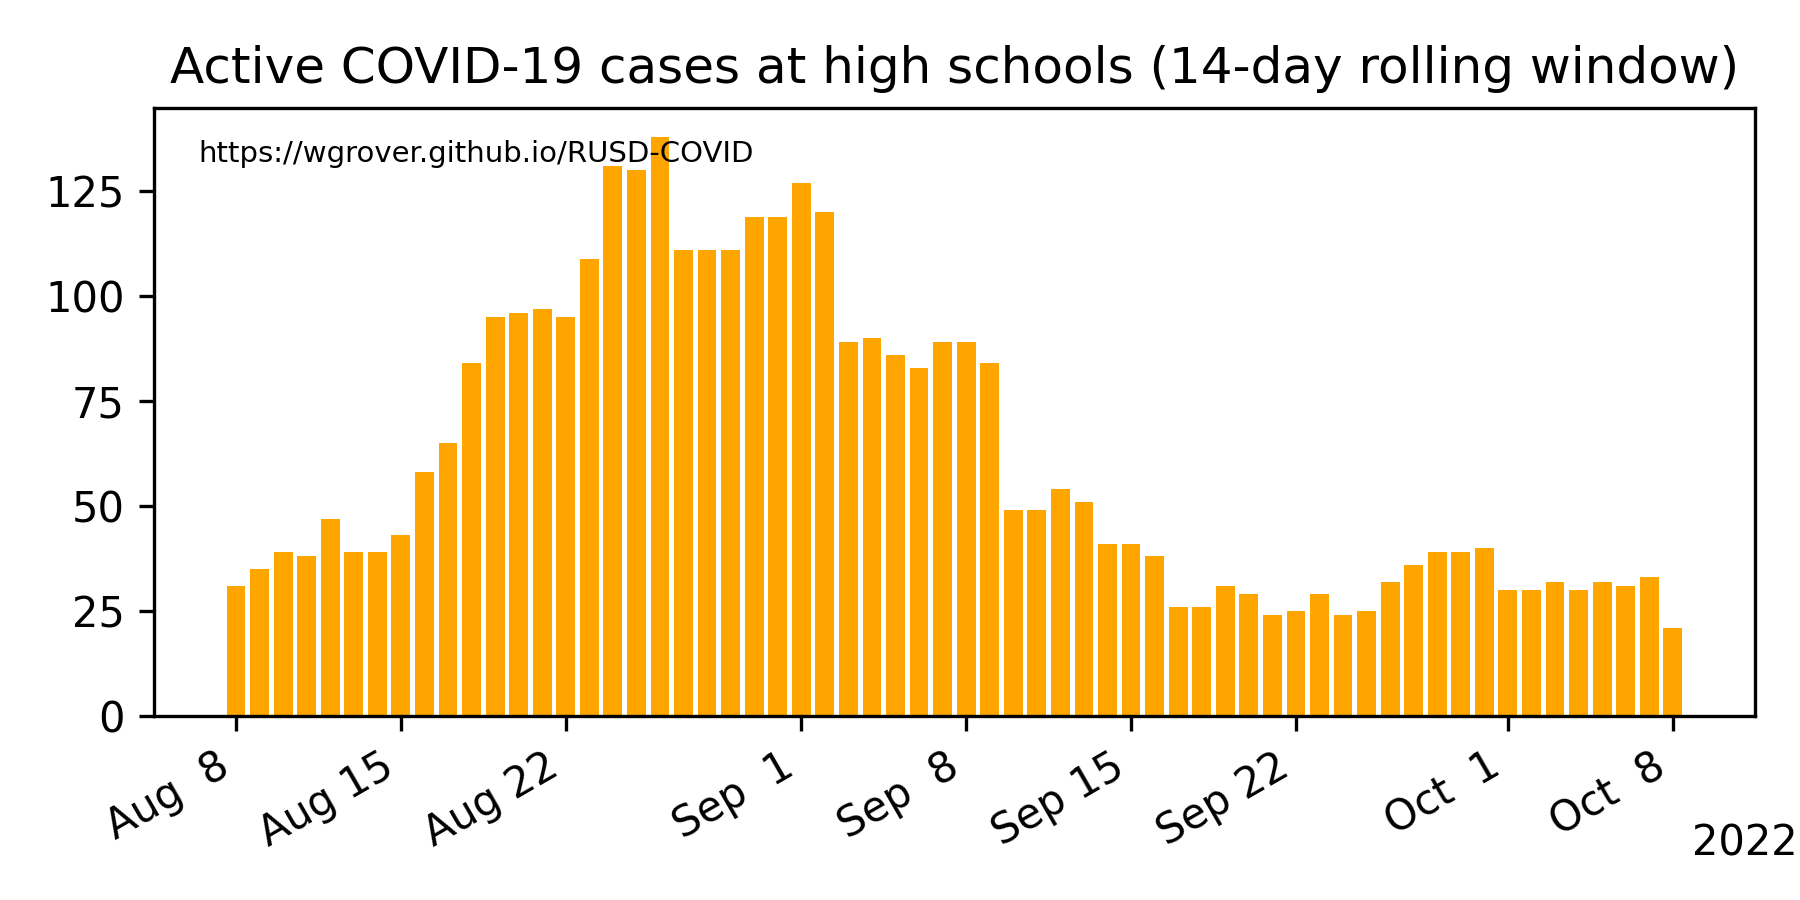 Active COVID-19 cases at high schools (14-day rolling window)
https://wgrover.github.io/RUSD-COVID
125
100
75
50
25
0
Aug 8
Aug 15
Aug 22
Sep 1
Sep 8
Sep 15
Sep 22
Oct 1
Oct 8
2022